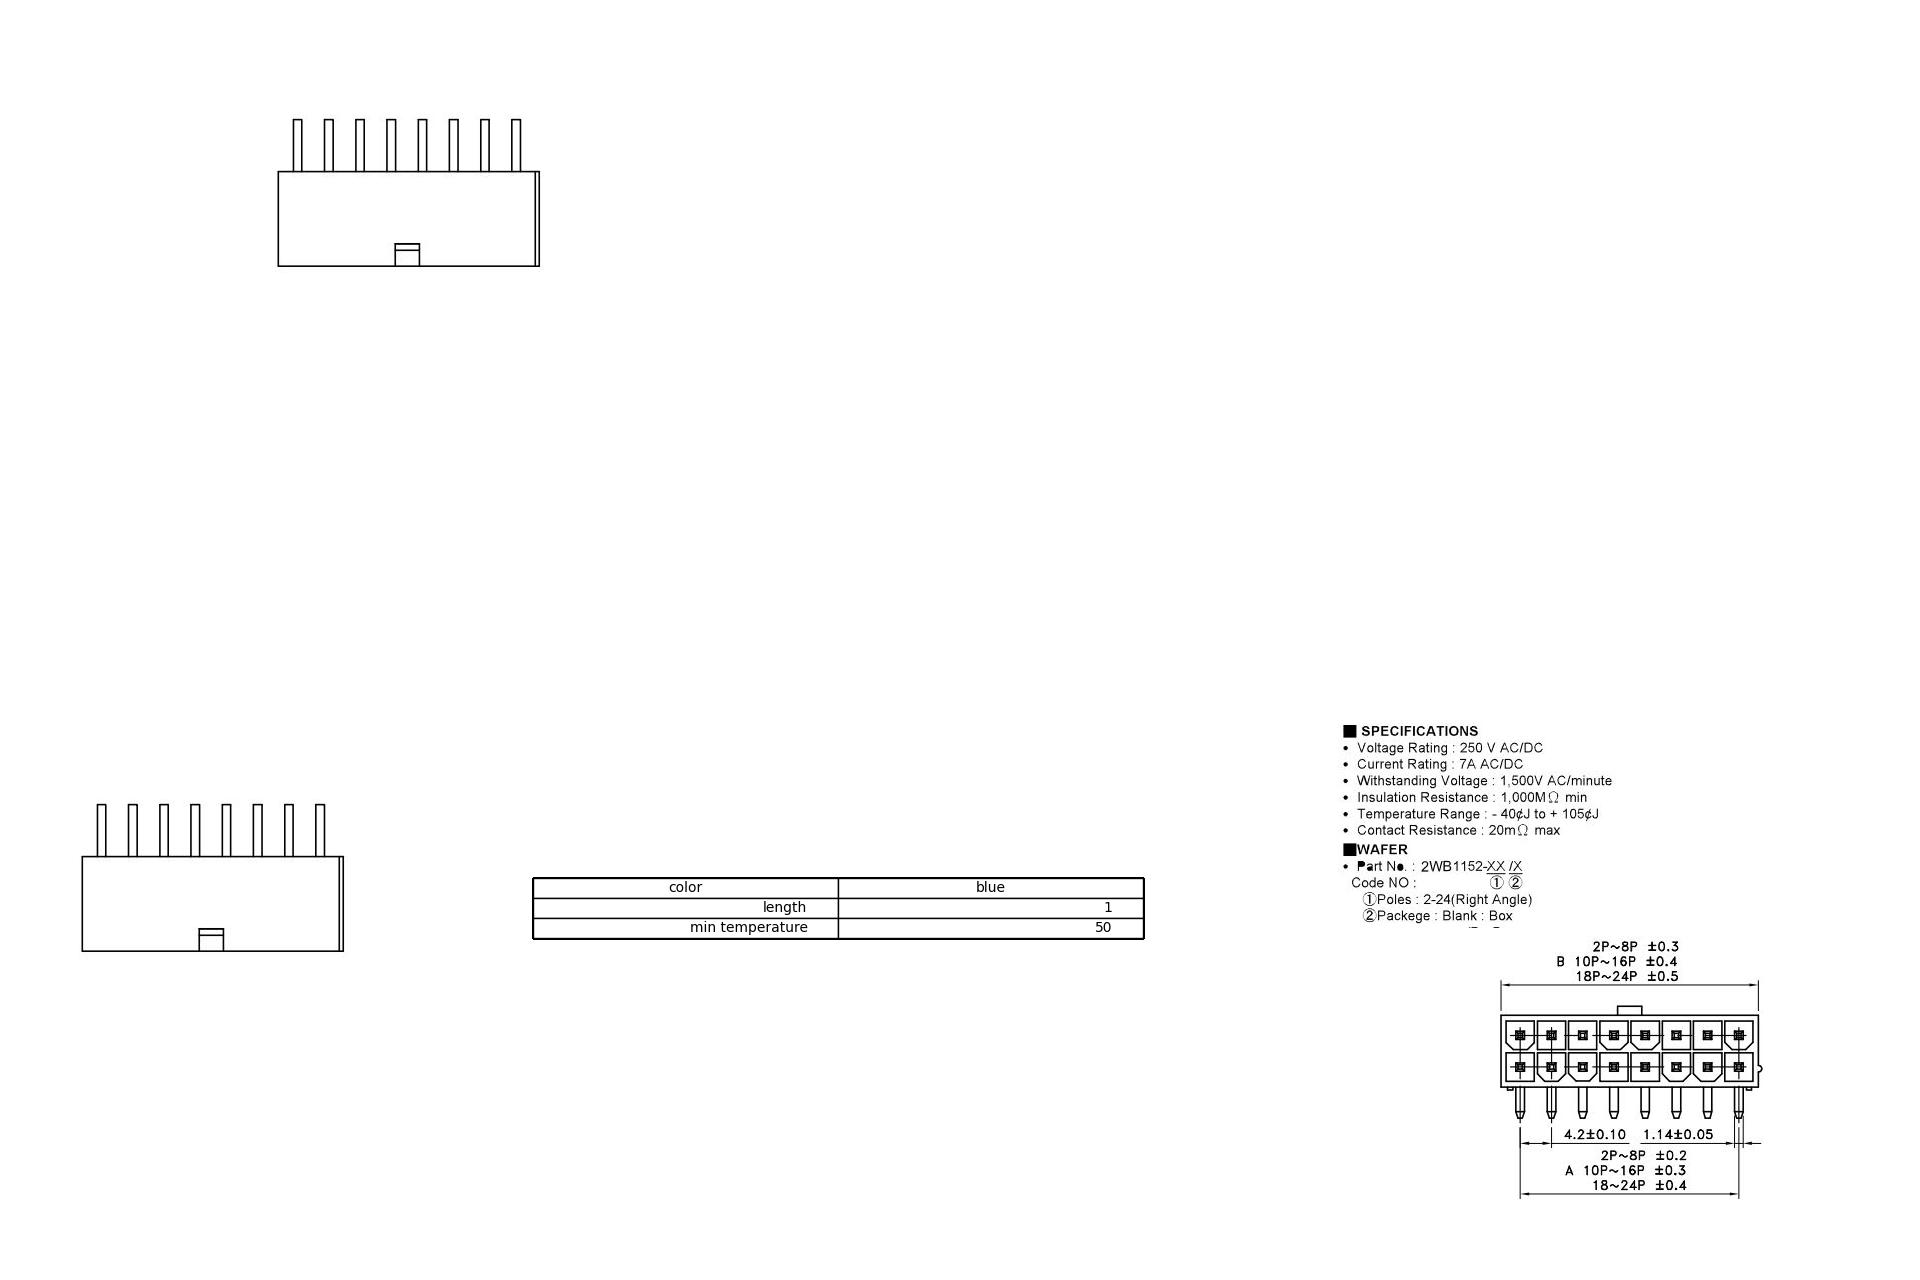 ■ SPECIFICATIONS
• Voltage Rating : 250 V AC/DC
• Current Rating : 7A AC/DC
• Withstanding Voltage : 1,500V AC/minute
• Insulation Resistance : 1,000MΩ min
• Temperature Range : - 40¢J to + 105¢J
• Contact Resistance : 20mΩ max
■WAFER
• Part No. : 2WB1152-XX /X
Code NO : ① ②
①Poles : 2-24(Right Angle)
②Packege : Blank : Box
color blue
length 1
min temperature 50
2P~8P ±0.3
B 10P~16P ±0.4
18P~24P ±0.5
4.2±0.10 1.14±0.05
2P~8P ±0.2
A 10P~16P ±0.3
18~24P ±0.4